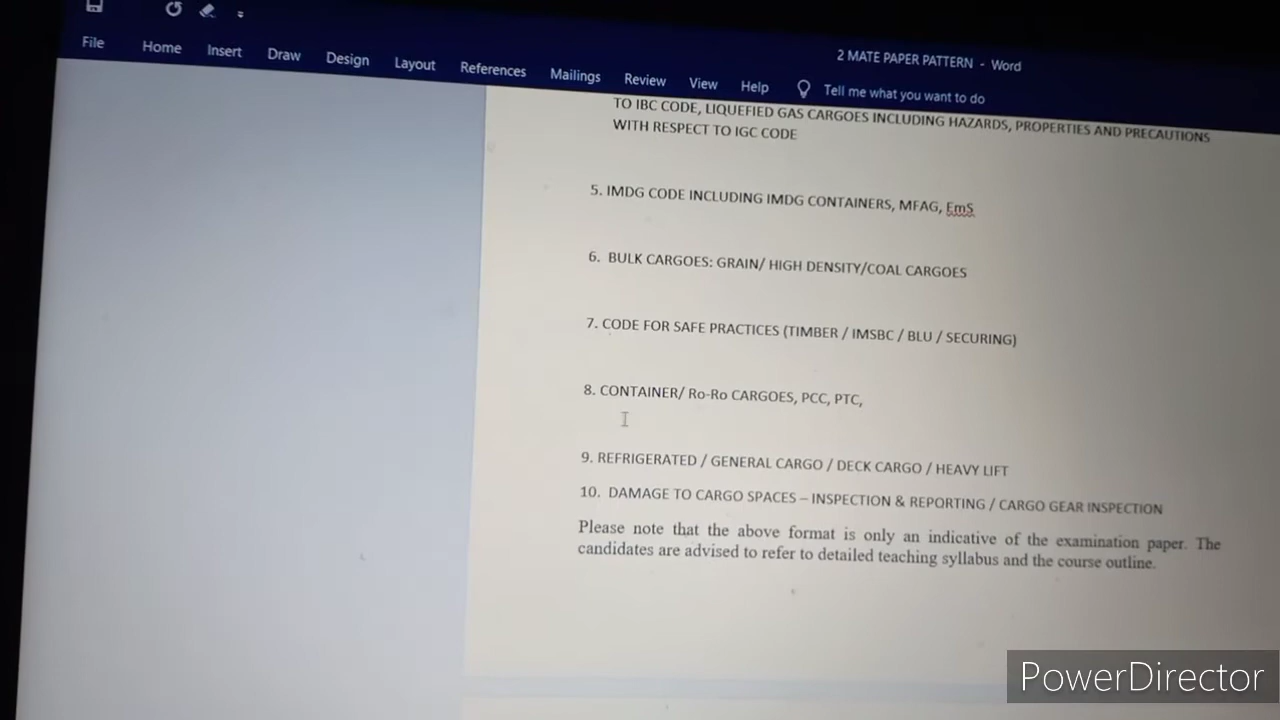 2 MATE PAPER PATTERN - Word
File Home Insert Draw Design Layout References Mailings Review View Help Tell me what you want to do
TO IBC CODE, LIQUEFIED GAS CARGOES INCLUDING HAZARDS, PROPERTIES AND PRECAUTIONS
WITH RESPECT TO IGC CODE
5. IMDG CODE INCLUDING IMDG CONTAINERS, MFAG, EmS
6. BULK CARGOES: GRAIN/ HIGH DENSITY/COAL CARGOES
7. CODE FOR SAFE PRACTICES (TIMBER / IMSBC / BLU / SECURING)
8. CONTAINER/ Ro-Ro CARGOES, PCC, PTC,
9. REFRIGERATED / GENERAL CARGO / DECK CARGO / HEAVY LIFT
10. DAMAGE TO CARGO SPACES – INSPECTION & REPORTING / CARGO GEAR INSPECTION
Please note that the above format is only an indicative of the examination paper. The
candidates are advised to refer to detailed teaching syllabus and the course outline.
PowerDirector